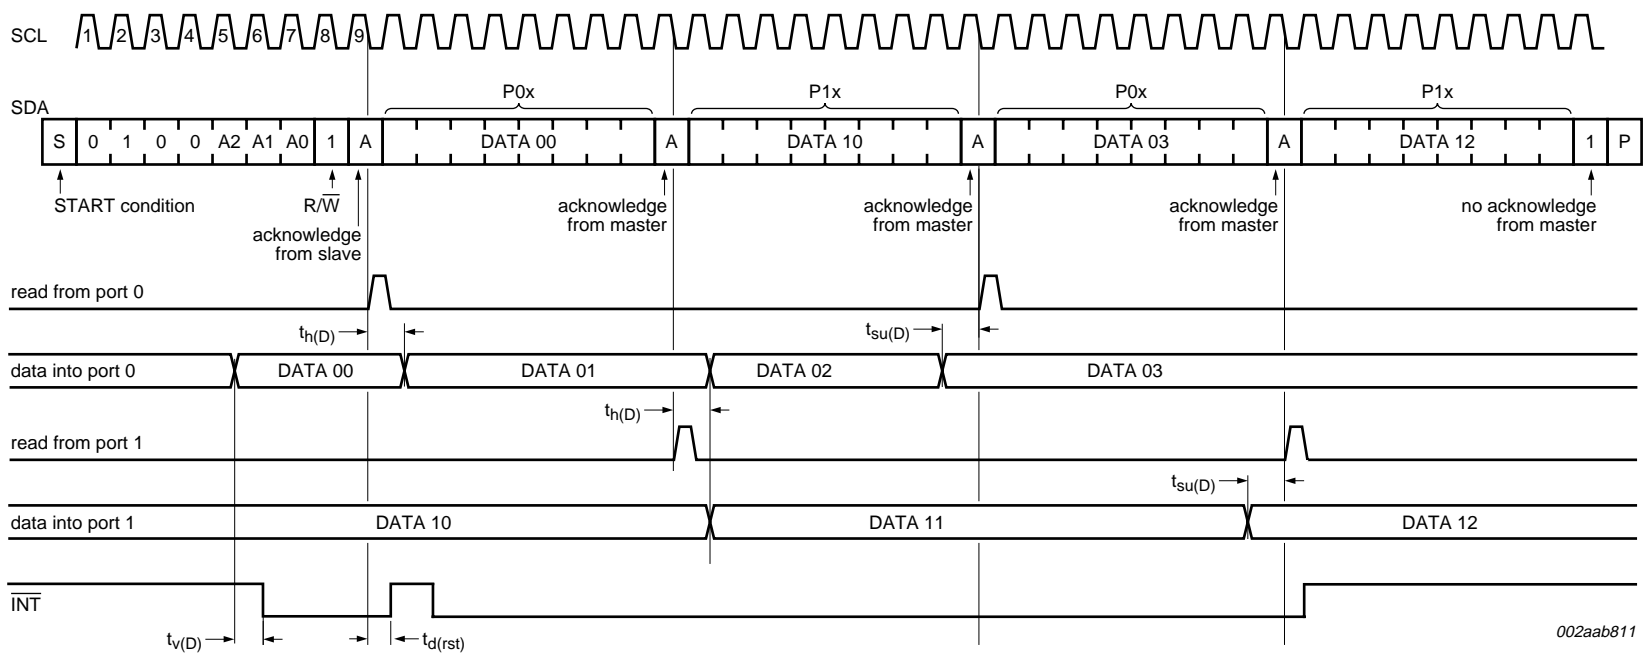 SCL 1 2 3 4 5 6 7 8 9
P0x P1x P0x P1x
SDA
S 0 1 0 0 A2 A1 A0 1 A DATA 00 A DATA 10 A DATA 03 A DATA 12 1 P
START condition R/W̅ acknowledge from master acknowledge from master acknowledge from master no acknowledge from master
acknowledge
from slave
read from port 0
th(D) tsu(D)
data into port 0 DATA 00 DATA 01 DATA 02 DATA 03
th(D)
read from port 1
tsu(D)
data into port 1 DATA 10 DATA 11 DATA 12
I̅N̅T̅
tv(D) td(rst) 002aab811